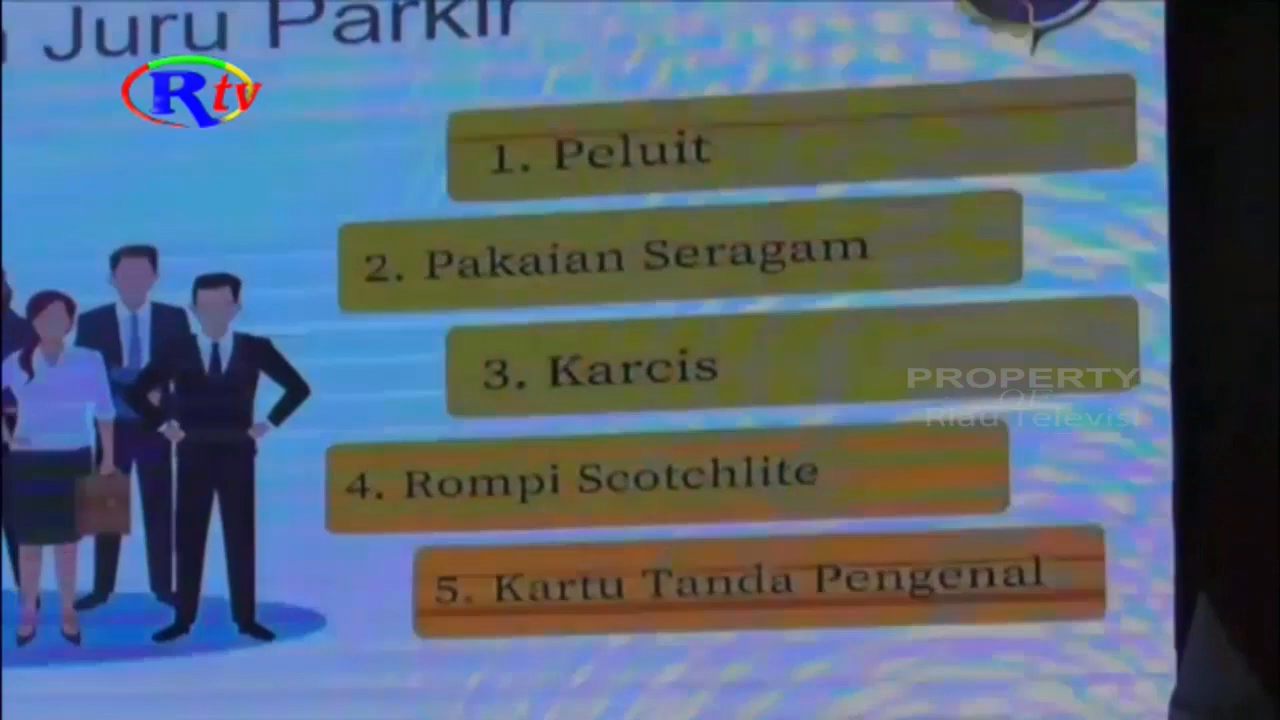 Juru Parkir
Rtv
1. Peluit
2. Pakaian Seragam
3. Karcis
PROPERTY
OF
Riau Televisi
4. Rompi Scotchlite
5. Kartu Tanda Pengenal